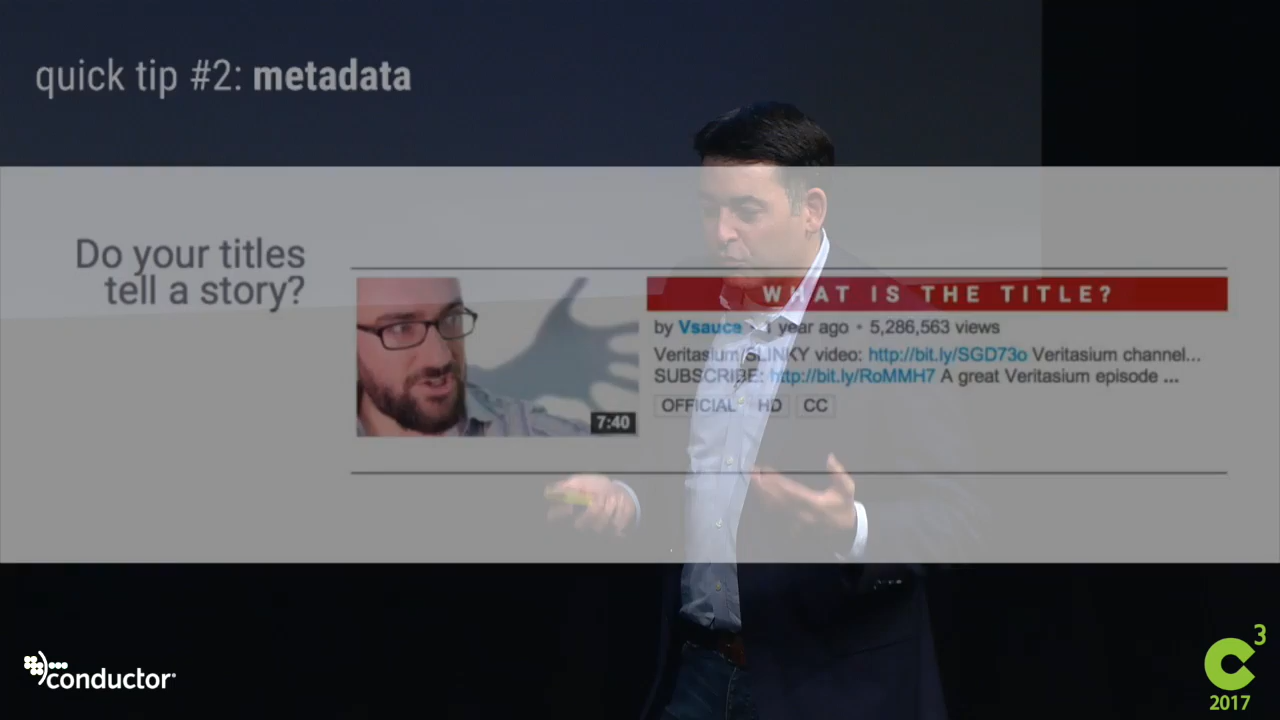 quick tip #2: metadata
Do your titles
tell a story?
WHAT IS THE TITLE?
by Vsauce • 1 year ago • 5,286,563 views
Veritasium/SLINKY video: http://bit.ly/SGD73o Veritasium channel...
SUBSCRIBE: http://bit.ly/RoMMH7 A great Veritasium episode ...
OFFICIAL HD CC
7:40
conductor
C3
2017